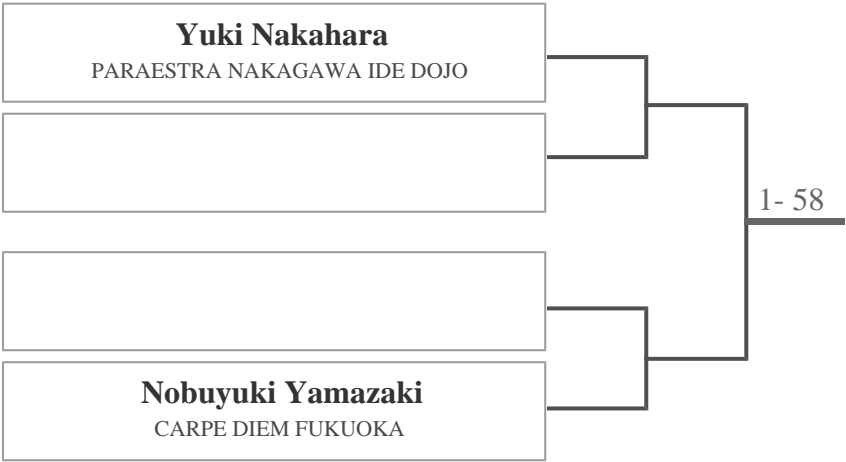 Yuki Nakahara
PARAESTRA NAKAGAWA IDE DOJO
1- 58
Nobuyuki Yamazaki
CARPE DIEM FUKUOKA